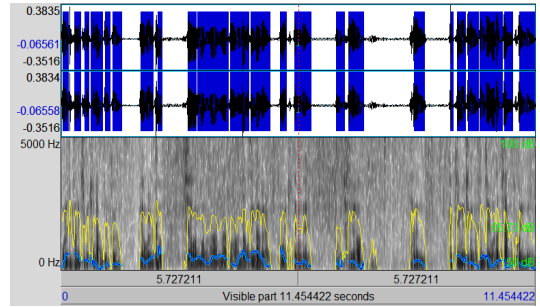 0.3835
-0.06561
-0.3516
0.3834
-0.06558
-0.3516
5000 Hz
0 Hz
5.727211 5.727211
0 Visible part 11.454422 seconds 11.454422